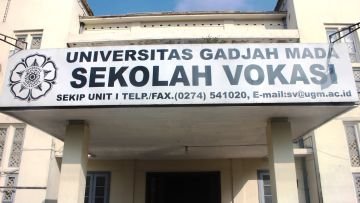 UNIVERSITAS GADJAH MADA
SEKOLAH VOKASI
SEKIP UNIT I TELP./FAX.(0274) 541020, E-mail:sv@ugm.ac.id